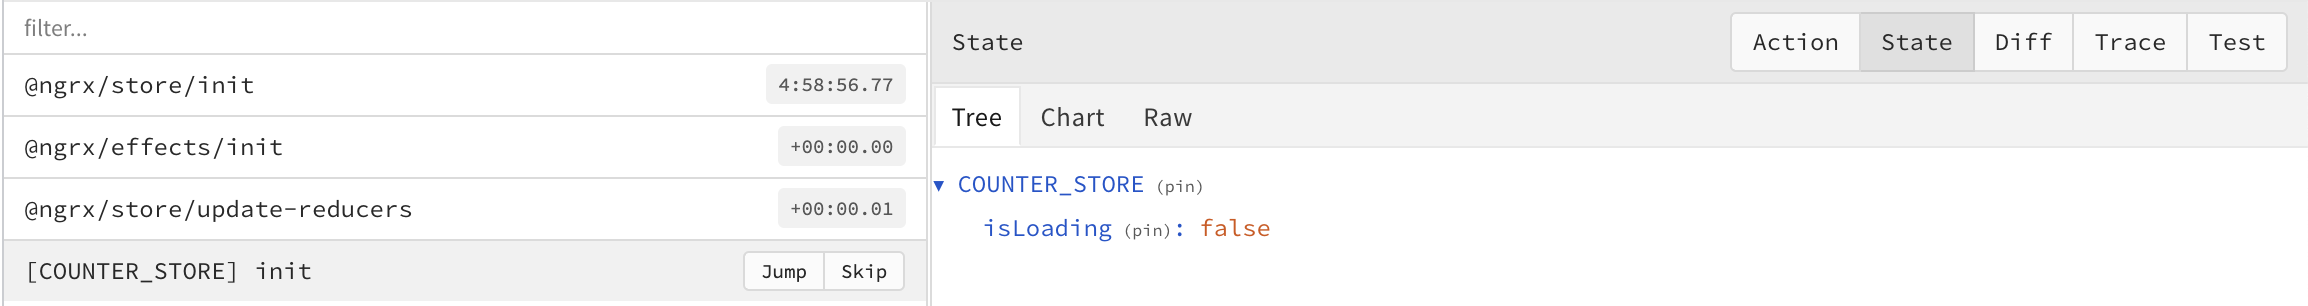 filter...
@ngrx/store/init 4:58:56.77
@ngrx/effects/init +00:00.00
@ngrx/store/update-reducers +00:00.01
[COUNTER_STORE] init Jump Skip
State Action State Diff Trace Test
Tree Chart Raw
▼ COUNTER_STORE (pin)
isLoading (pin): false